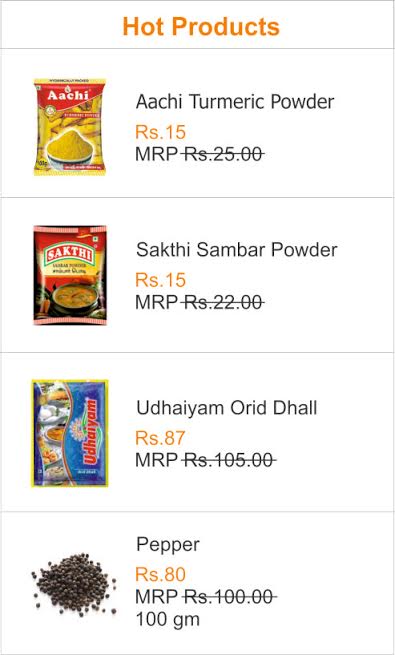 Hot Products
Aachi
Aachi Turmeric Powder
Rs.15
MRP Rs.25.00
SAKTHI
SAMBAR POWDER
சாம்பார் பொடி
Sakthi Sambar Powder
Rs.15
MRP Rs.22.00
Udhaiyam
Udhaiyam Orid Dhall
Rs.87
MRP Rs.105.00
Pepper
Rs.80
MRP Rs.100.00
100 gm